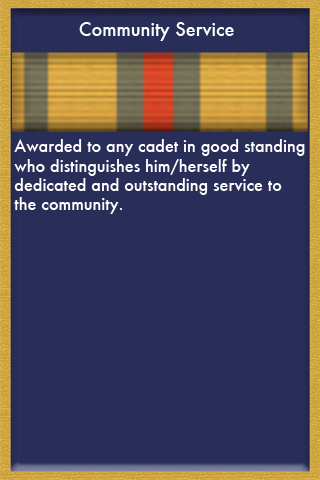 Community Service
Awarded to any cadet in good standing
who distinguishes him/herself by
dedicated and outstanding service to
the community.